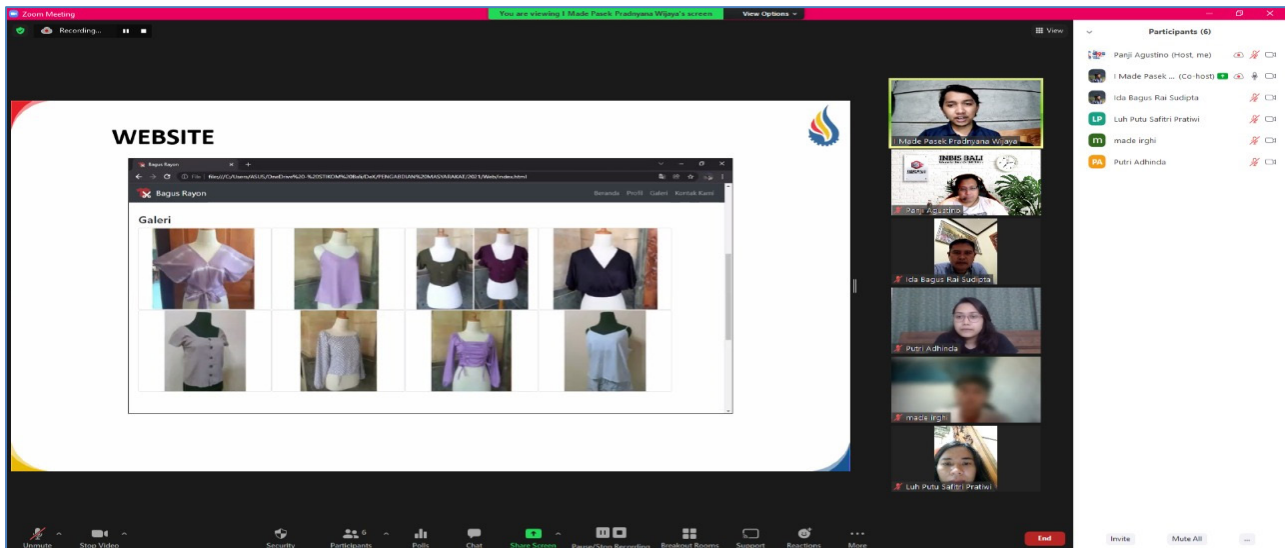 Zoom Meeting
You are viewing I Made Pasek Pradnyana Wijaya's screen
View Options
Recording...
View
WEBSITE
Bagus Rayon
Bagus Rayon
Beranda Profil Galeri Kontak Kami
Galeri
I Made Pasek Pradnyana Wijaya
INBIS BALI
Panji Agustino
Ida Bagus Rai Sudipta
Putri Adhinda
made irghi
Luh Putu Safitri Pratiwi
Participants (6)
Panji Agustino (Host, me)
I Made Pasek ... (Co-host)
Ida Bagus Rai Sudipta
LP Luh Putu Safitri Pratiwi
m made irghi
PA Putri Adhinda
Unmute
Stop Video
Security
Participants 6
Polls
Chat
Share Screen
Pause/Stop Recording
Breakout Rooms
Support
Reactions
More
End
Invite
Mute All
...